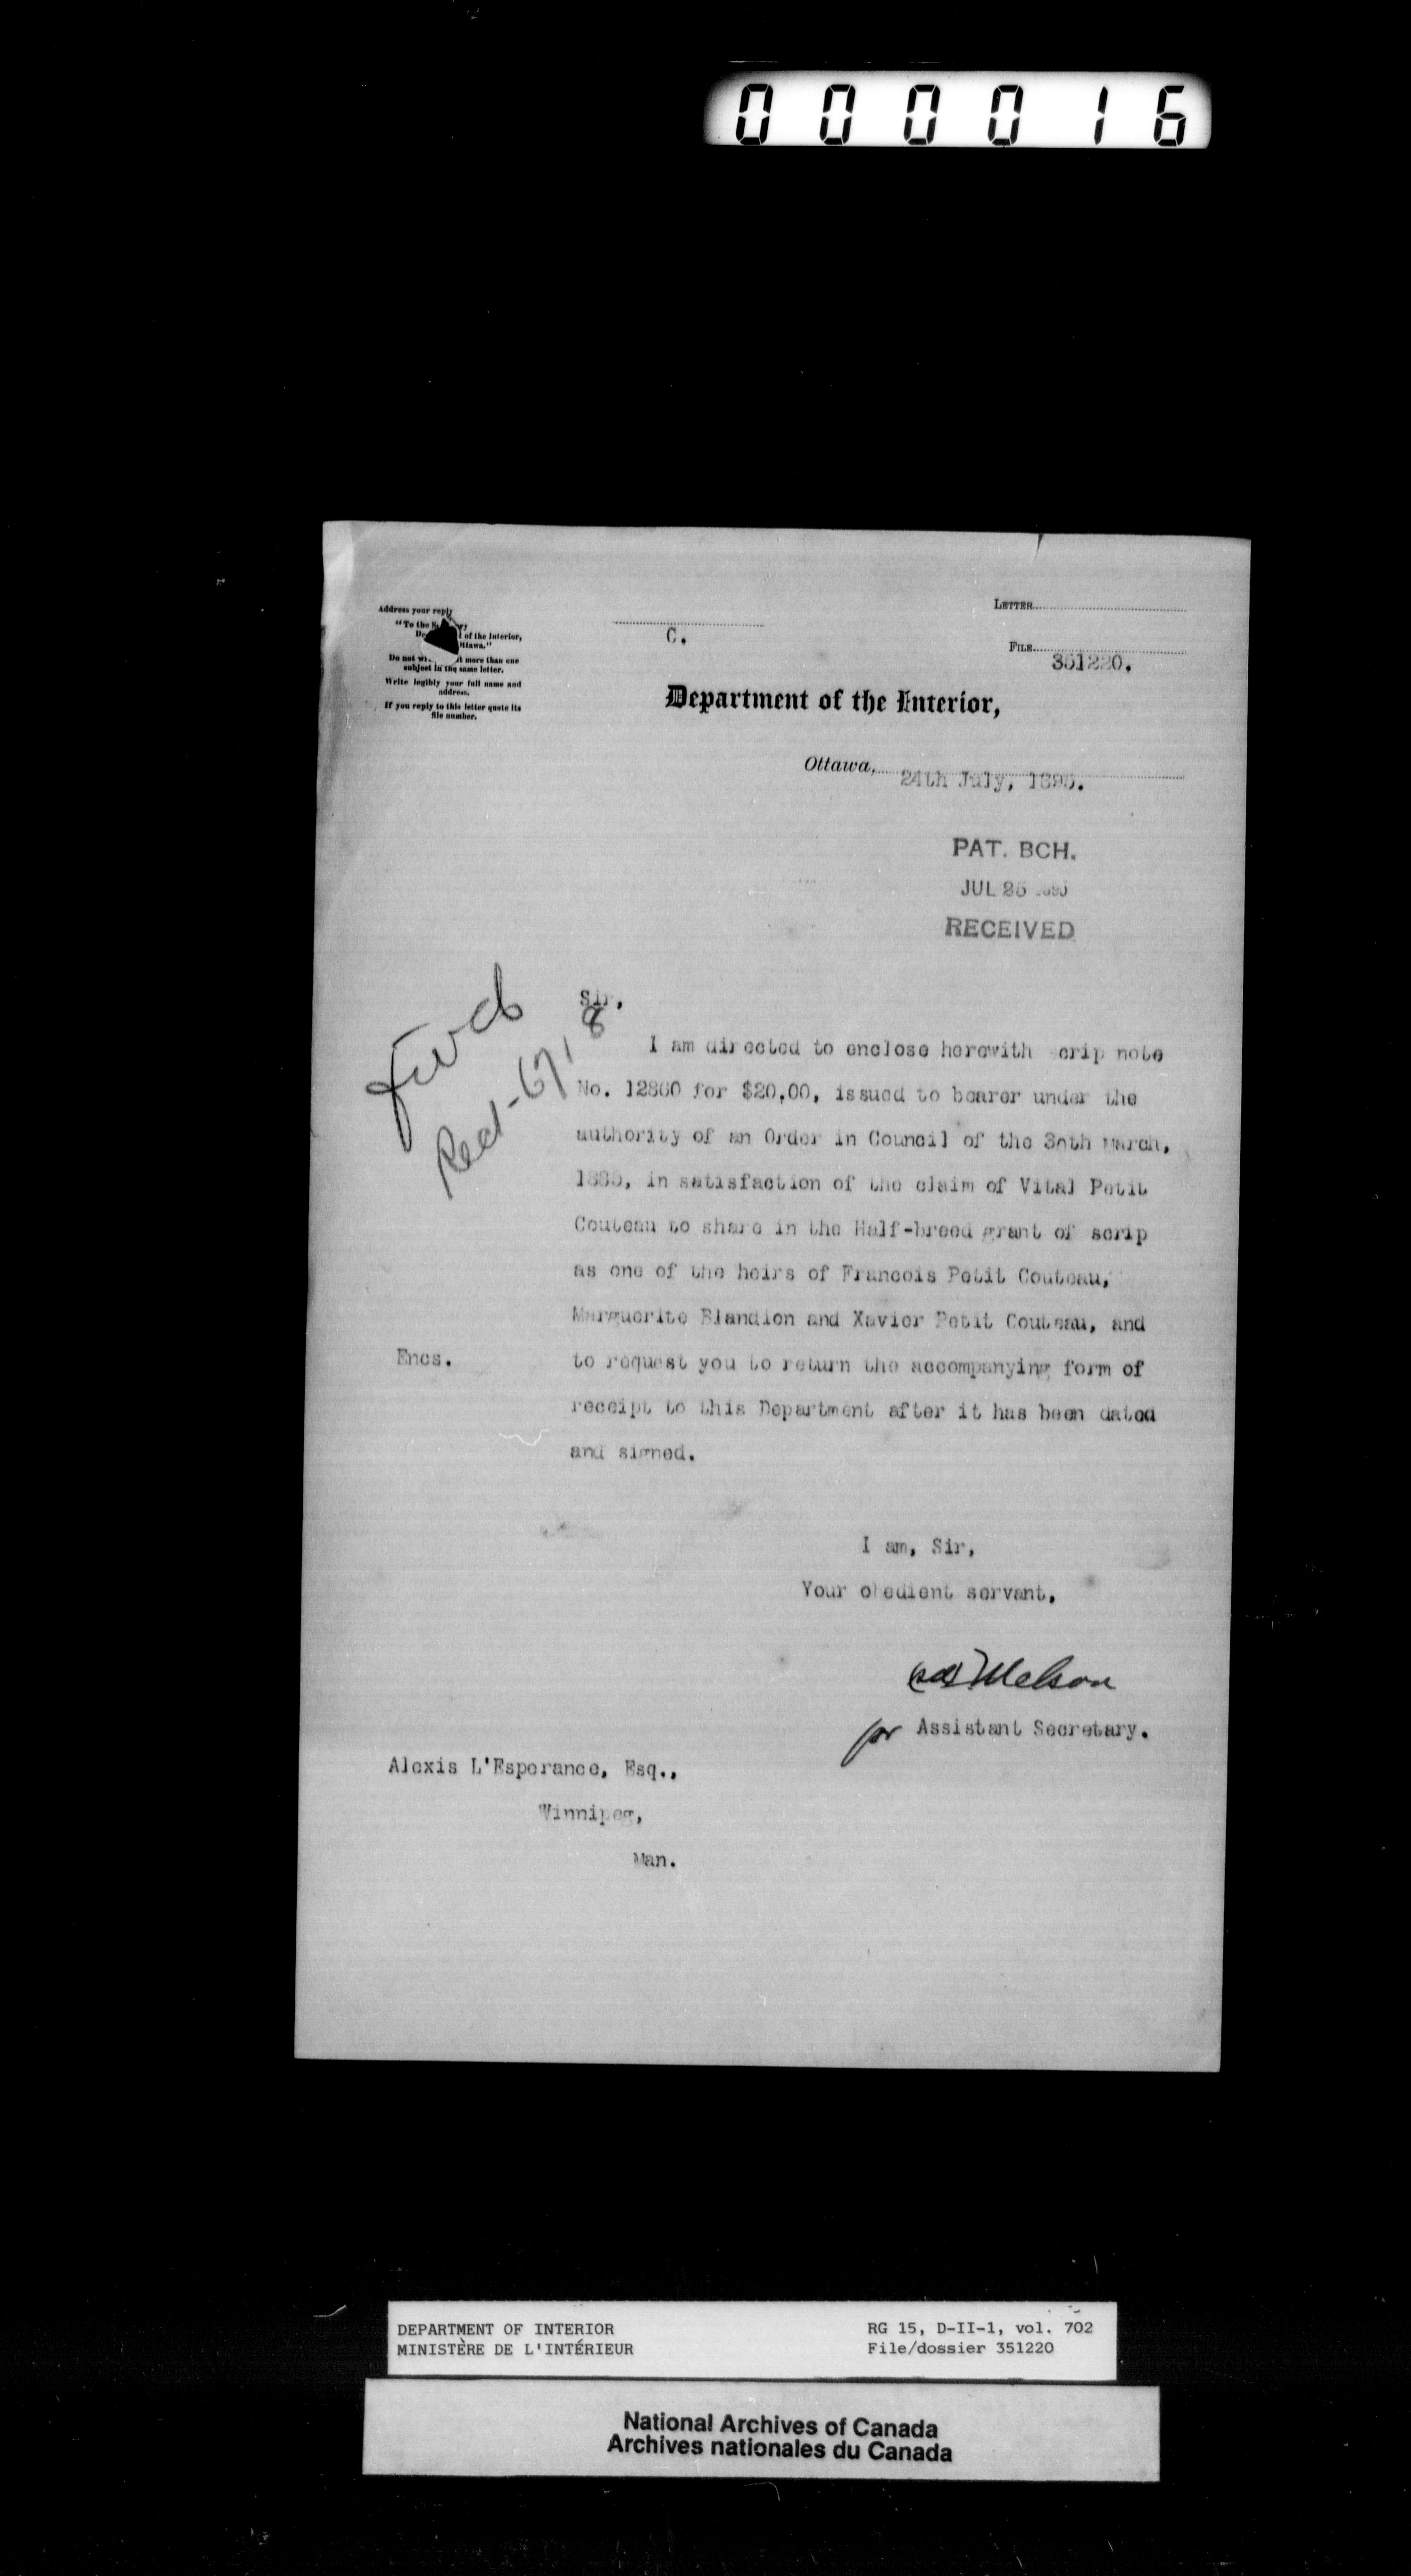 000016
Address your reply
"To the
of the Interior,
Ottawa."
Do not more than one
subject in the same letter.
Write legibly your full name and
address.
If you reply to this letter quote its
file number.
C.
LETTER
FILE
351220.
Department of the Interior,
Ottawa, 24th July, 1895.
PAT. BCH.
JUL 25 1895
RECEIVED
Sir,
I am directed to enclose herewith scrip note
No. 12860 for $20.00, issued to bearer under the
authority of an Order in Council of the 30th March,
1885, in satisfaction of the claim of Vital Petit
Couteau to share in the Half-breed grant of scrip
as one of the heirs of Francois Petit Couteau,
Marguerite Blandion and Xavier Petit Couteau, and
Encs.
to request you to return the accompanying form of
receipt to this Department after it has been dated
and signed.
I am, Sir,
Your obedient servant,
for Assistant Secretary.
Alexis L'Esperance, Esq.,
Winnipeg,
Man.
DEPARTMENT OF INTERIOR
MINISTÈRE DE L'INTÉRIEUR
RG 15, D-II-1, vol. 702
File/dossier 351220
National Archives of Canada
Archives nationales du Canada